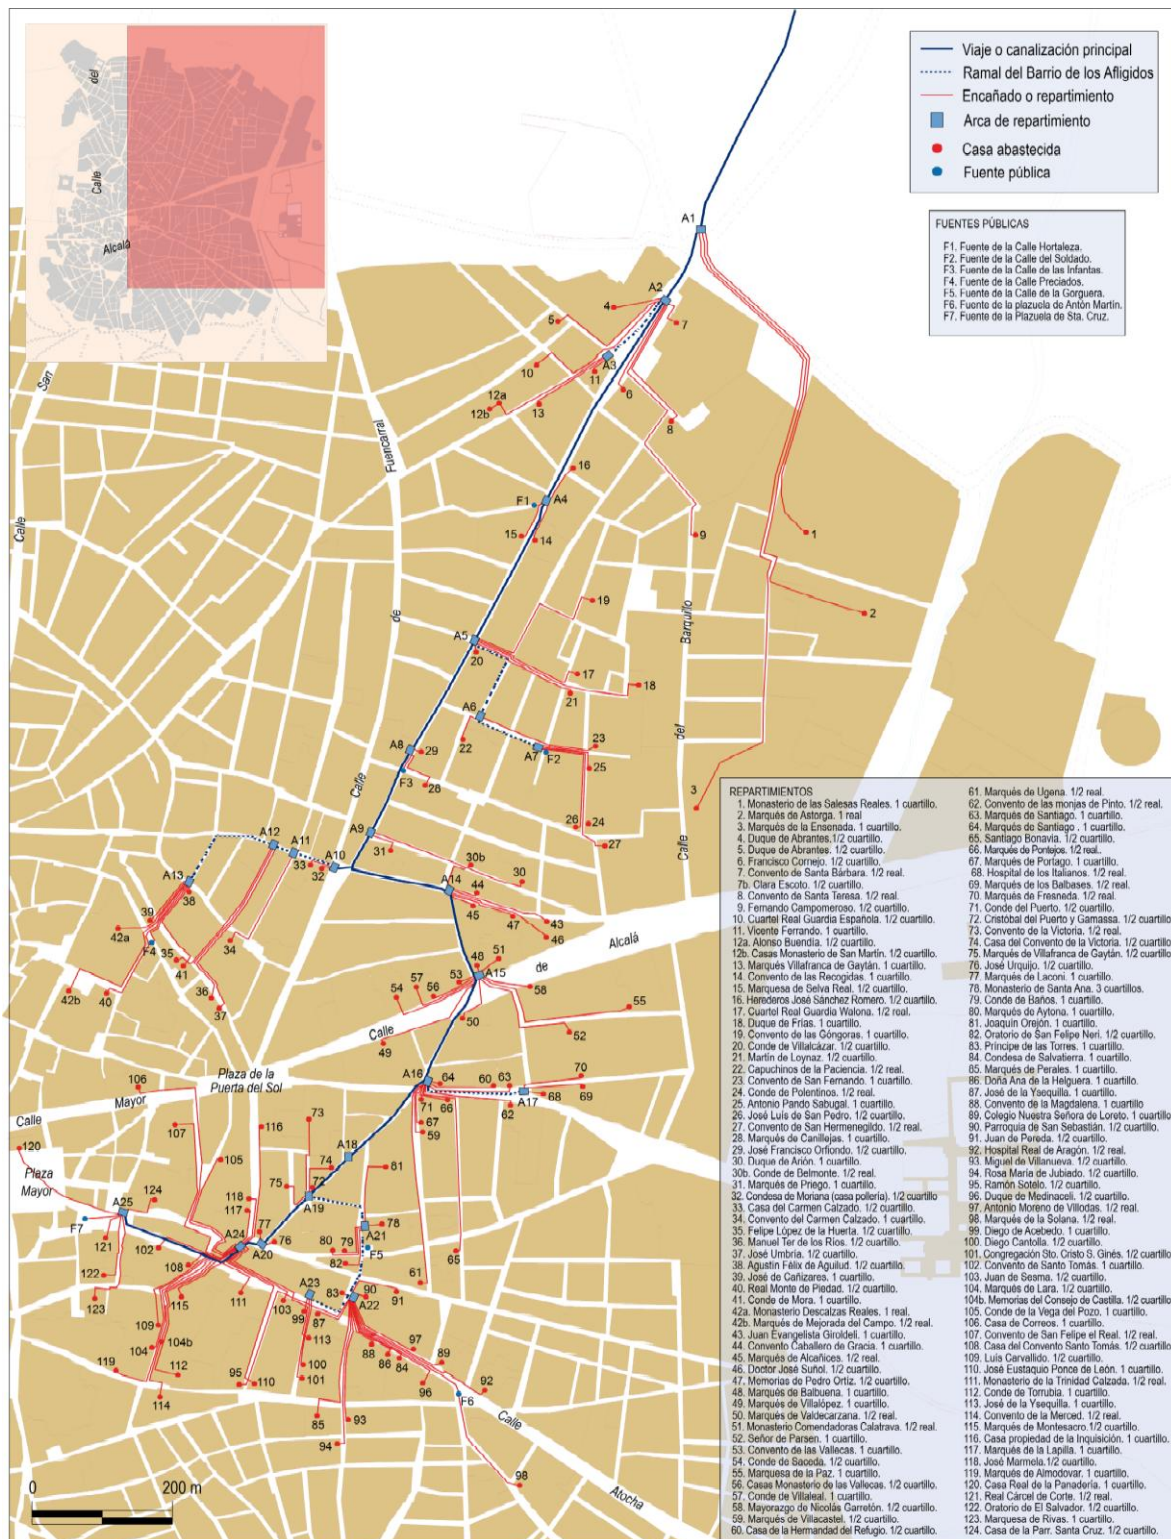 Viaje o canalización principal
Ramal del Barrio de los Afligidos
Encañado o repartimiento
Arca de repartimiento
Casa abastecida
Fuente pública
FUENTES PÚBLICAS
F1. Fuente de la Calle Hortaleza.
F2. Fuente de la Calle del Soldado.
F3. Fuente de la Calle de las Infantas.
F4. Fuente de la Calle Preciados.
F5. Fuente de la Calle de la Gorguera.
F6. Fuente de la plazuela de Antón Martín.
F7. Fuente de la Plazuela de Sta. Cruz.
del
Calle
Alcalá
San
Calle
Fuencarral
de
Calle
Barquillo
del
Calle
Alcalá
de
Calle
Plaza de la
Puerta del Sol
Calle
Mayor
Plaza
Mayor
Calle
Atocha
A1
A2
A3
A4
A5
A6
A7
A8
A9
A10
A11
A12
A13
A14
A15
A16
A17
A18
A19
A20
A21
A22
A23
A24
A25
F1
F2
F3
F4
F5
F6
F7
0
200 m
REPARTIMIENTOS
1. Monasterio de las Salesas Reales. 1 cuartillo.
2. Marqués de Astorga. 1 real
3. Marqués de la Ensenada. 1 cuartillo.
4. Duque de Abrantes.1/2 cuartillo.
5. Duque de Abrantes. 1/2 cuartillo.
6. Francisco Cornejo. 1/2 cuartillo.
7. Convento de Santa Bárbara. 1/2 real.
7b. Clara Escoto. 1/2 cuartillo.
8. Convento de Santa Teresa. 1/2 real.
9. Fernando Campomeroso. 1/2 real.
10. Cuartel Real Guardia Española. 1/2 cuartillo.
11. Vicente Ferrando. 1 cuartillo.
12a. Alonso Buendía. 1/2 cuartillo.
12b. Casas Monasterio de San Martín. 1/2 cuartillo.
13. Marqués Villafranca de Gaytán. 1 cuartillo.
14. Convento de las Recogidas. 1 cuartillo.
15. Marquesa de Selva Real. 1/2 cuartillo.
16. Herederos José Sánchez Romero. 1/2 cuartillo.
17. Cuartel Real Guardia Walona. 1/2 real.
18. Duque de Frías. 1 cuartillo.
19. Convento de las Góngoras. 1 cuartillo.
20. Conde de Villalcázar. 1/2 cuartillo.
21. Martín de Loynaz. 1/2 cuartillo.
22. Capuchinos de la Paciencia. 1/2 real.
23. Convento de San Fernando. 1 cuartillo.
24. Conde de Polentinos. 1/2 real.
25. Antonio Pando Sabugal. 1 cuartillo.
26. José Luis de San Pedro. 1/2 cuartillo.
27. Convento de San Hermenegildo. 1/2 real.
28. Marqués de Canillejas. 1 cuartillo.
29. José Francisco Orfiondo. 1/2 cuartillo.
30. Duque de Arión. 1 cuartillo.
30b. Conde de Belmonte. 1/2 real.
31. Marqués de Priego. 1 cuartillo.
32. Condesa de Moriana (casa pollería). 1/2 cuartillo
33. Casa del Carmen Calzado. 1/2 cuartillo.
34. Convento del Carmen Calzado. 1 cuartillo.
35. Felipe López de la Huerta. 1/2 cuartillo.
36. Manuel Ter de los Ríos. 1/2 cuartillo.
37. José Umbría. 1/2 cuartillo.
38. Agustín Félix de Aguilud. 1/2 cuartillo.
39. José de Cañizares. 1 cuartillo.
40. Real Monte de Piedad. 1/2 cuartillo.
41. Conde de Mora. 1 cuartillo.
42a. Monasterio Descalzas Reales. 1 real.
42b. Marqués de Mejorada del Campo. 1/2 real.
43. Juan Evangelista Giroldeli. 1 cuartillo.
44. Convento Caballero de Gracia. 1 cuartillo.
45. Marqués de Alcañices. 1/2 real.
46. Doctor José Suñol. 1/2 cuartillo.
47. Memorias de Pedro Ortiz. 1/2 cuartillo.
48. Marqués de Balbuena. 1 cuartillo.
49. Marqués de Villalópez. 1 cuartillo.
50. Marqués de Valdecarzana. 1/2 real.
51. Monasterio Comendadoras Calatrava. 1/2 real.
52. Señor de Parsen. 1 cuartillo.
53. Convento de las Vallecas. 1 cuartillo.
54. Conde de Saceda. 1/2 cuartillo.
55. Marquesa de la Paz. 1 cuartillo.
56. Casas Monasterio de las Vallecas. 1/2 cuartillo.
57. Conde de Villaleal. 1 cuartillo.
58. Mayorazgo de Nicolás Garretón. 1/2 cuartillo.
59. Marqués de Villacastel. 1/2 cuartillo.
60. Casa de la Hermandad del Refugio. 1/2 cuartillo.
61. Marqués de Ugena. 1/2 real.
62. Convento de las monjas de Pinto. 1/2 real.
63. Marqués de Santiago. 1 cuartillo.
64. Marqués de Santiago . 1 cuartillo.
65. Santiago Bonavía. 1/2 cuartillo.
66. Marqués de Pontejos. 1/2 real.
67. Marqués de Portago. 1 cuartillo.
68. Hospital de los Italianos. 1/2 real.
69. Marqués de los Balbases. 1/2 real.
70. Marqués de Fresneda. 1/2 real.
71. Conde del Puerto. 1/2 cuartillo.
72. Cristóbal del Puerto y Gamassa. 1/2 cuartillo.
73. Convento de la Victoria. 1/2 real.
74. Casa del Convento de la Victoria. 1/2 cuartillo.
75. Marqués de Villafranca de Gaytán. 1/2 cuartillo.
76. José Urquijo. 1/2 cuartillo.
77. Marqués de Laconi. 1 cuartillo.
78. Monasterio de Santa Ana. 3 cuartillos.
79. Conde de Baños. 1 cuartillo.
80. Marqués de Aytona. 1 cuartillo.
81. Joaquín Orejón. 1 cuartillo.
82. Oratorio de San Felipe Neri. 1/2 cuartillo.
83. Príncipe de las Torres. 1 cuartillo.
84. Condesa de Salvatierra. 1 cuartillo.
85. Marqués de Perales. 1 cuartillo.
86. Doña Ana de la Helguera. 1 cuartillo.
87. José de la Ysequilla. 1 cuartillo.
88. Convento de la Magdalena. 1 cuartillo.
89. Colegio Nuestra Señora de Loreto. 1 cuartillo.
90. Parroquia de San Sebastián. 1/2 cuartillo.
91. Juan de Pereda. 1/2 cuartillo.
92. Hospital Real de Aragón. 1/2 real.
93. Miguel de Villanueva. 1/2 cuartillo.
94. Rosa María de Jubiado. 1/2 cuartillo.
95. Ramón Sotelo. 1/2 cuartillo.
96. Duque de Medinaceli. 1/2 cuartillo.
97. Antonio Moreno de Villodas. 1/2 real.
98. Marqués de la Solana. 1/2 real.
99. Diego de Acebedo. 1 cuartillo.
100. Diego Cantolla. 1/2 cuartillo.
101. Congregación Sto. Cristo S. Ginés. 1/2 cuartillo.
102. Convento de Santo Tomás. 1/2 cuartillo.
103. Juan de Sesma. 1/2 cuartillo.
104. Marqués de Lara. 1/2 cuartillo.
104b. Memorias del Consejo de Castilla. 1/2 cuartillo.
105. Conde de la Vega del Pozo. 1 cuartillo.
106. Casa de Correos. 1 cuartillo.
107. Convento de San Felipe el Real. 1/2 real.
108. Casa del Convento Santo Tomás. 1/2 cuartillo.
109. Luís Carvallido. 1/2 cuartillo.
110. José Eustaquio Ponce de León. 1 cuartillo.
111. Monasterio de la Trinidad Calzada. 1/2 real.
112. Conde de Torrubia. 1 cuartillo.
113. José de la Ysequilla. 1 cuartillo.
114. Convento de la Merced. 1/2 real.
115. Marqués de Montesacro. 1/2 cuartillo.
116. Casa propiedad de la Inquisición. 1 cuartillo.
117. Marqués de la Lapilla. 1 cuartillo.
118. José Marmela. 1/2 cuartillo.
119. Marqués de Almodovar. 1 cuartillo.
120. Casa Real de la Panadería. 1 cuartillo.
121. Real Cárcel de Corte. 1/2 real.
122. Oratorio de El Salvador. 1/2 cuartillo.
123. Marquesa de Rivas. 1 cuartillo.
124. Casa de la Parr. Santa Cruz. 1/2 cuartillo.